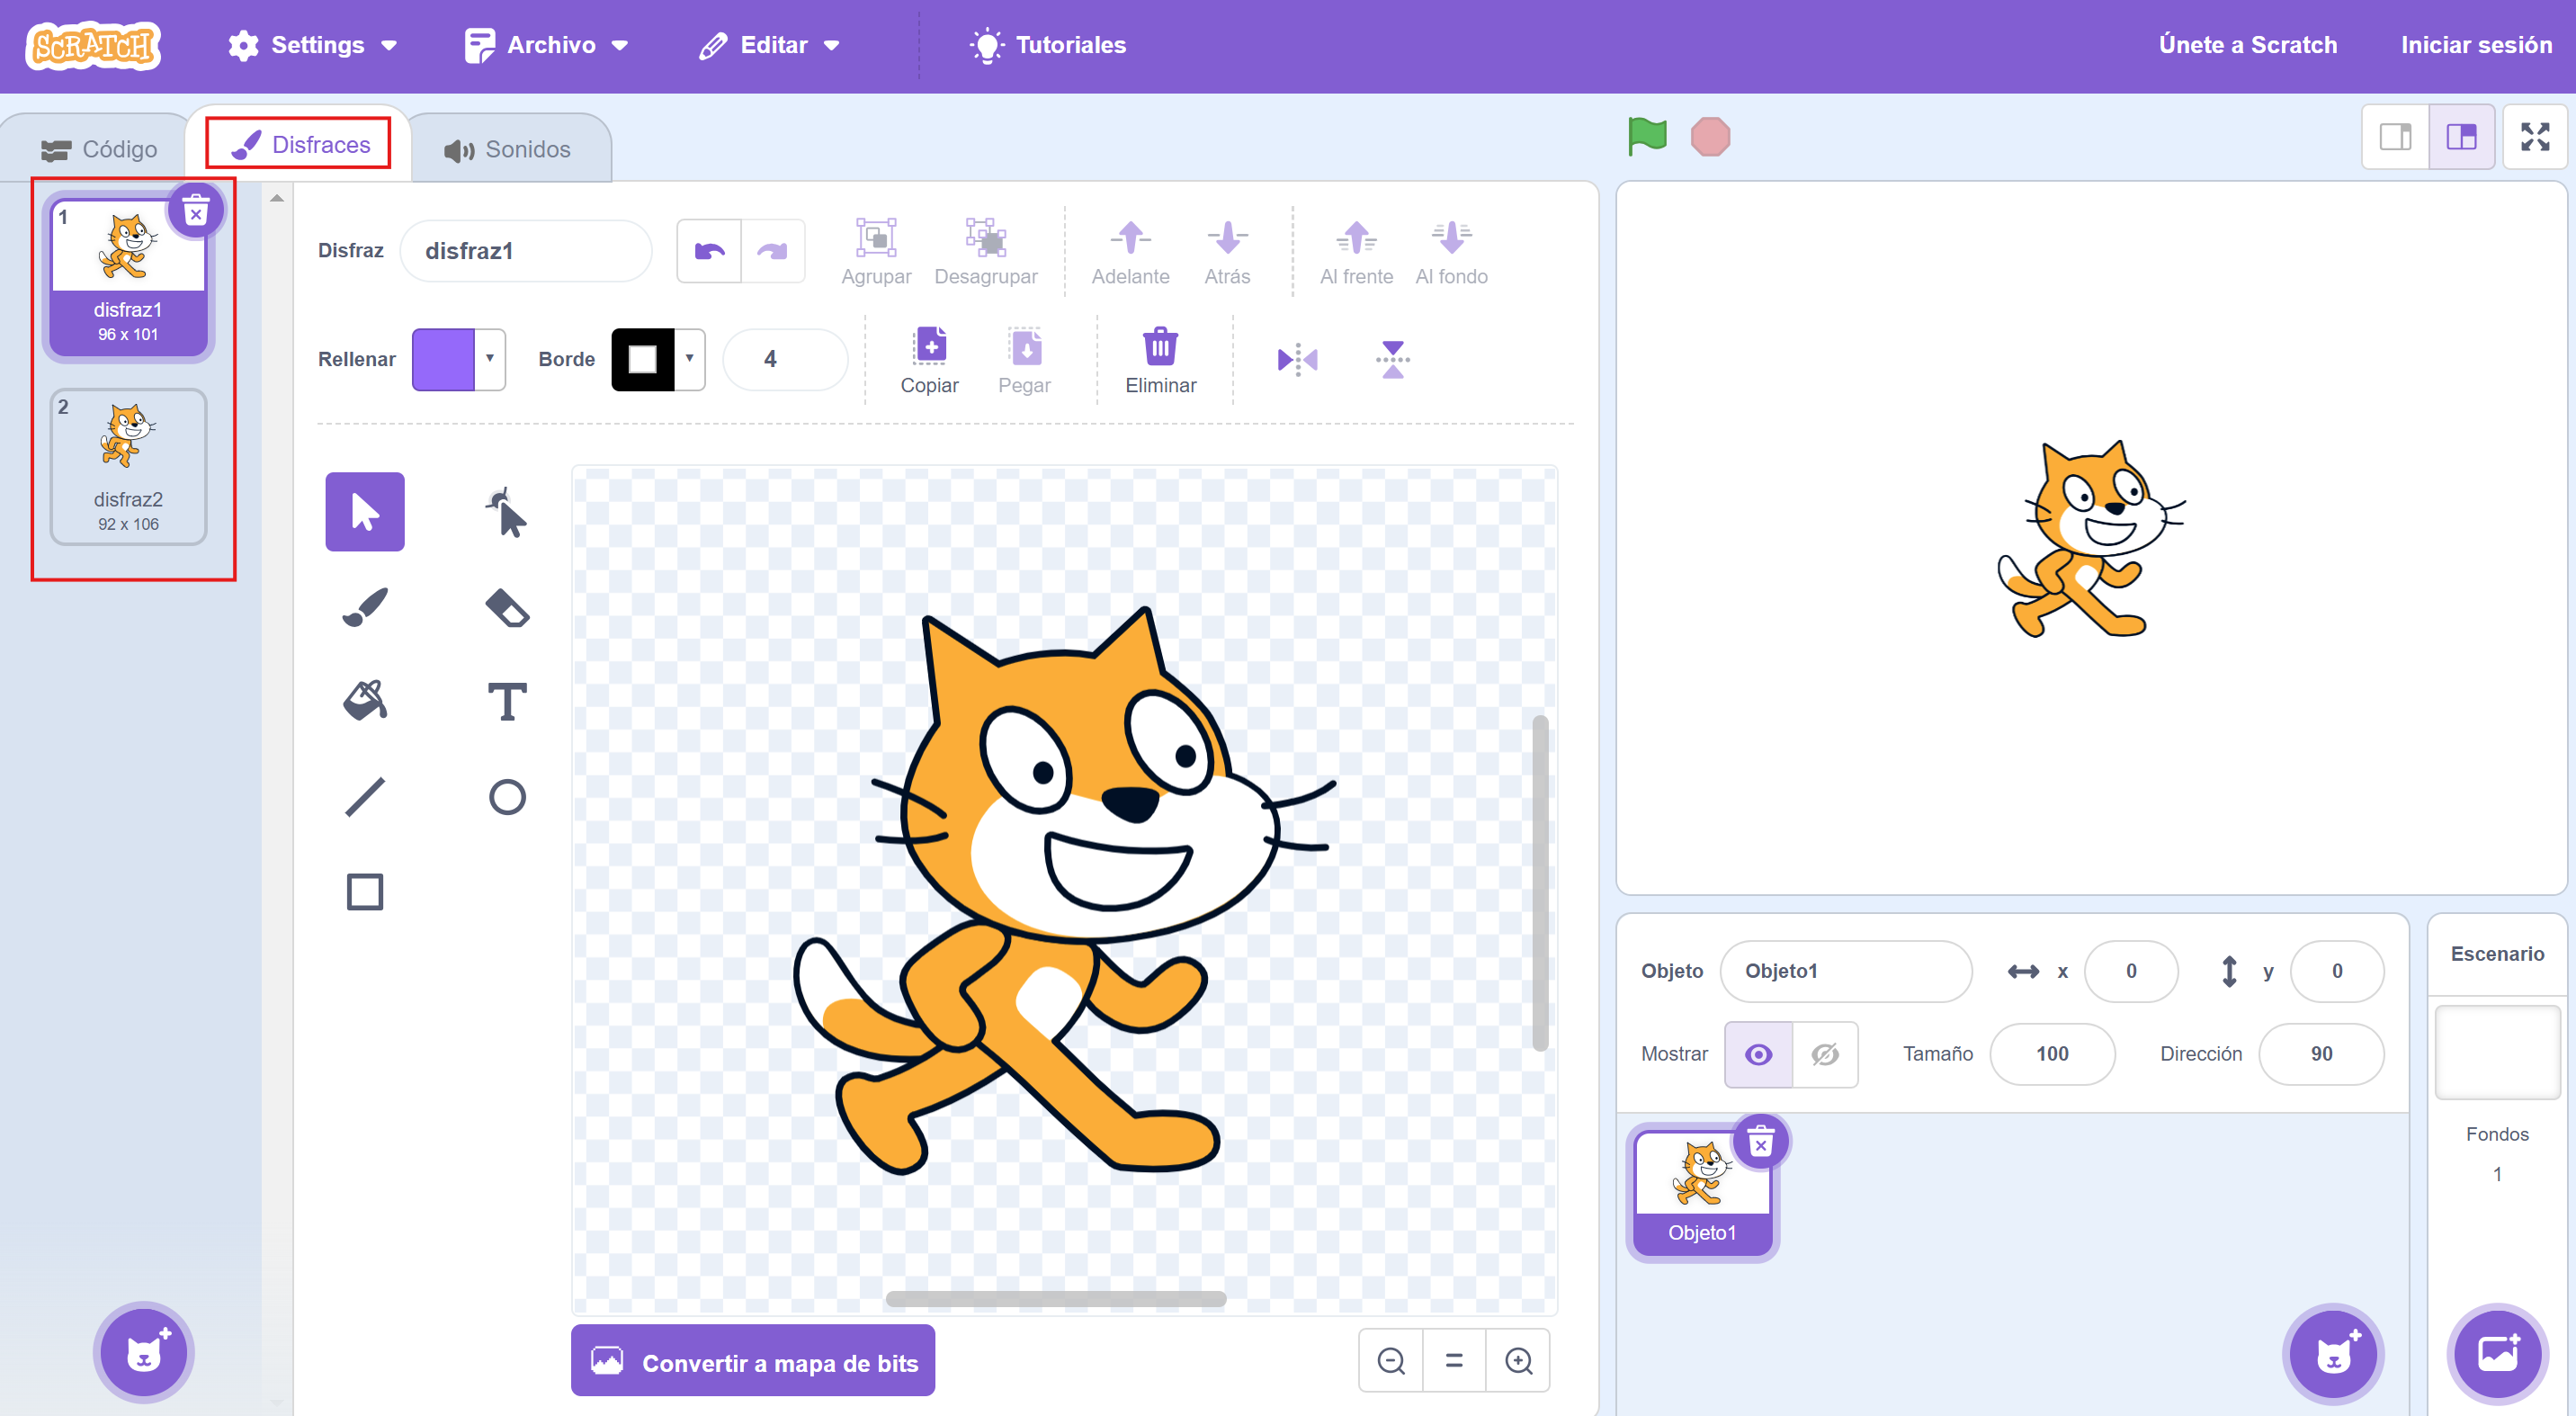 SCRATCH
Settings
Archivo
Editar
Tutoriales
Únete a Scratch
Iniciar sesión
Código
Disfraces
Sonidos
1
disfraz1
96 x 101
2
disfraz2
92 x 106
Disfraz
disfraz1
Agrupar
Desagrupar
Adelante
Atrás
Al frente
Al fondo
Rellenar
Borde
4
Copiar
Pegar
Eliminar
T
Convertir a mapa de bits
Objeto
Objeto1
x
0
y
0
Mostrar
Tamaño
100
Dirección
90
Objeto1
Escenario
Fondos
1